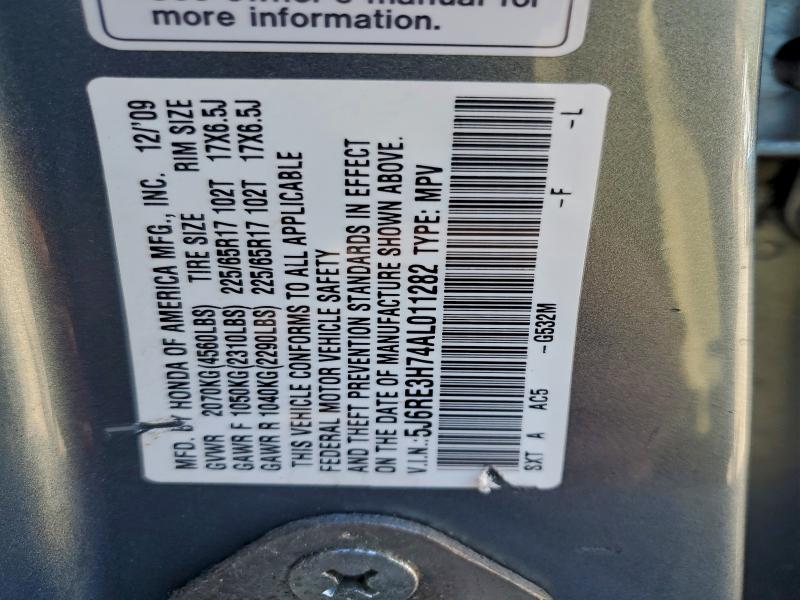 more information.
MFD. BY HONDA OF AMERICA MFG., INC. 12/'09
GVWR 2070KG(4560LBS) TIRE SIZE RIM SIZE
GAWR F 1050KG(2310LBS) 225/65R17 102T 17X6.5J
GAWR R 1040KG(2290LBS) 225/65R17 102T 17X6.5J
THIS VEHICLE CONFORMS TO ALL APPLICABLE
FEDERAL MOTOR VEHICLE SAFETY
AND THEFT PREVENTION STANDARDS IN EFFECT
ON THE DATE OF MANUFACTURE SHOWN ABOVE.
V.I.N.:5J6RE3H74AL011282 TYPE: MPV
SXT A AC5 -G532M -F -L